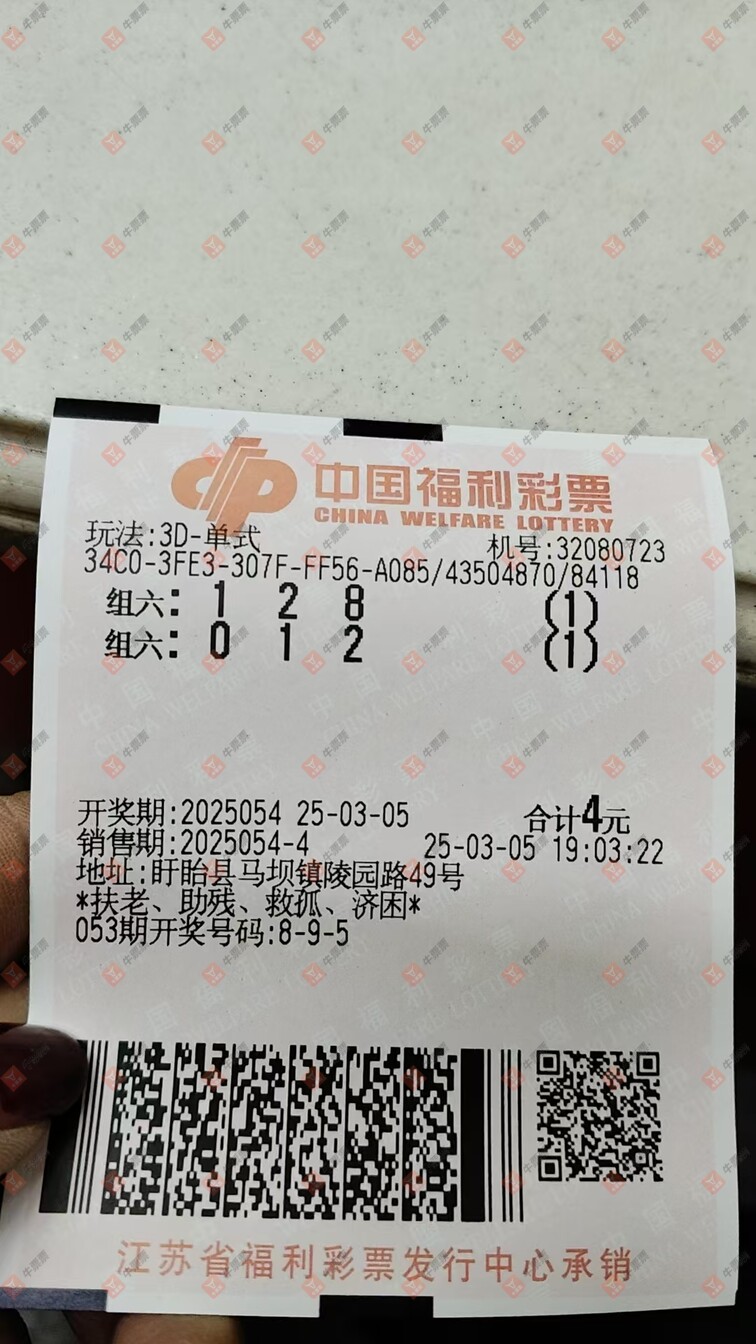 中国福利彩票
CHINA WELFARE LOTTERY
玩法:3D-单式 机号:32080723
34C0-3FE3-307F-FF56-A085/43504870/84118
组六: 1 2 8 (1)
组六: 0 1 2 (1)
开奖期:2025054 25-03-05 合计4元
销售期:2025054-4 25-03-05 19:03:22
地址:盱眙县马坝镇陵园路49号
*扶老、助残、救孤、济困*
053期开奖号码:8-9-5
江苏省福利彩票发行中心承销
牛票票